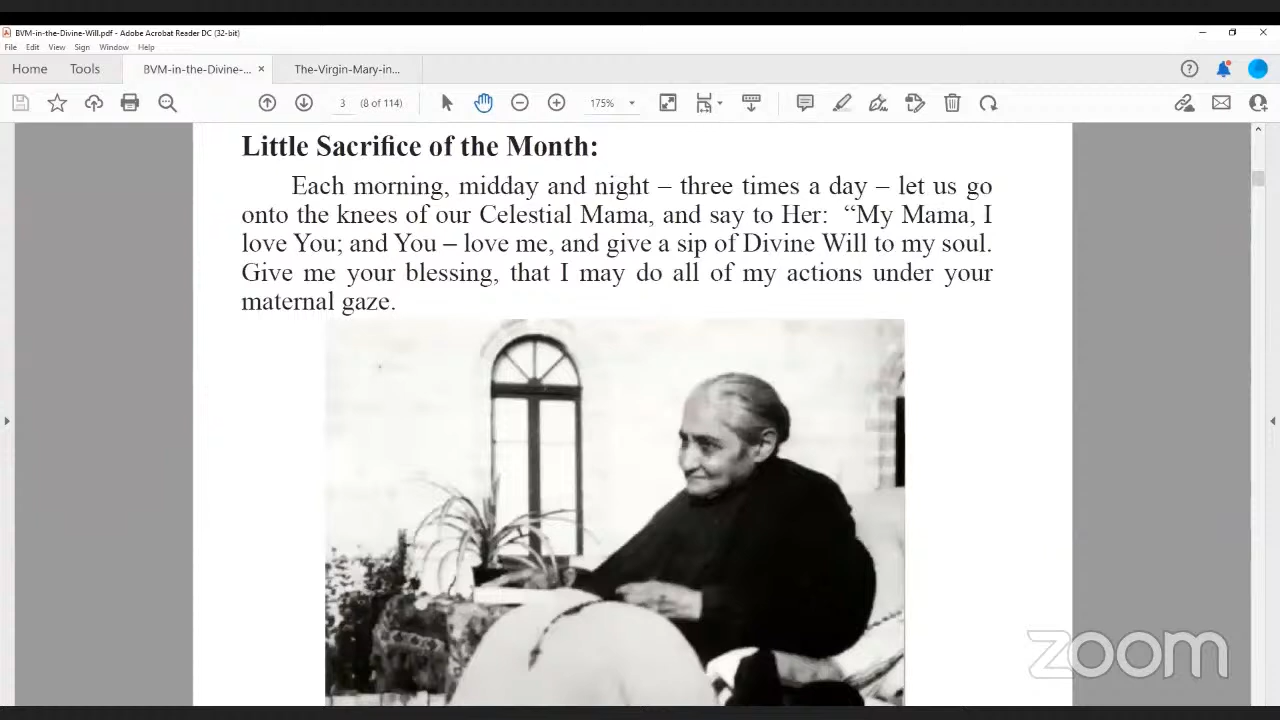 BVM-in-the-Divine-Will.pdf - Adobe Acrobat Reader DC (32-bit)
File Edit View Sign Window Help
Home Tools BVM-in-the-Divine-... × The-Virgin-Mary-in...
3 (8 of 114) 175%
Little Sacrifice of the Month:
Each morning, midday and night – three times a day – let us go
onto the knees of our Celestial Mama, and say to Her: “My Mama, I
love You; and You – love me, and give a sip of Divine Will to my soul.
Give me your blessing, that I may do all of my actions under your
maternal gaze.
zoom